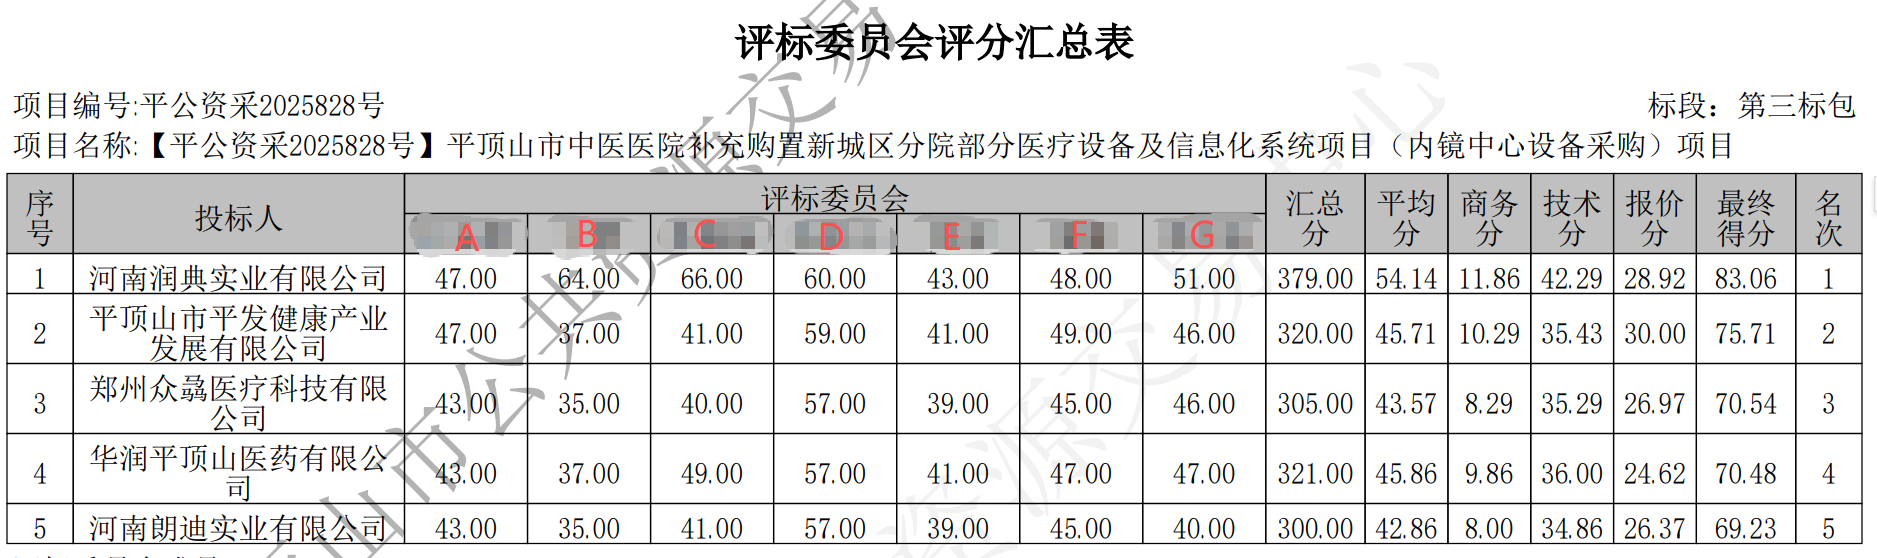 评标委员会评分汇总表
项目编号:平公资采2025828号 标段：第三标包
项目名称:【平公资采2025828号】平顶山市中医医院补充购置新城区分院部分医疗设备及信息化系统项目（内镜中心设备采购）项目
序号 投标人 评标委员会 汇总分 平均分 商务分 技术分 报价分 最终得分 名次
A B C D E F G
1 河南润典实业有限公司 47.00 64.00 66.00 60.00 43.00 48.00 51.00 379.00 54.14 11.86 42.29 28.92 83.06 1
2 平顶山市平发健康产业发展有限公司 47.00 37.00 41.00 59.00 41.00 49.00 46.00 320.00 45.71 10.29 35.43 30.00 75.71 2
3 郑州众骉医疗科技有限公司 43.00 35.00 40.00 57.00 39.00 45.00 46.00 305.00 43.57 8.29 35.29 26.97 70.54 3
4 华润平顶山医药有限公司 43.00 37.00 49.00 57.00 41.00 47.00 47.00 321.00 45.86 9.86 36.00 24.62 70.48 4
5 河南朗迪实业有限公司 43.00 35.00 41.00 57.00 39.00 45.00 40.00 300.00 42.86 8.00 34.86 26.37 69.23 5
山市公共资源交易
资源交易中心